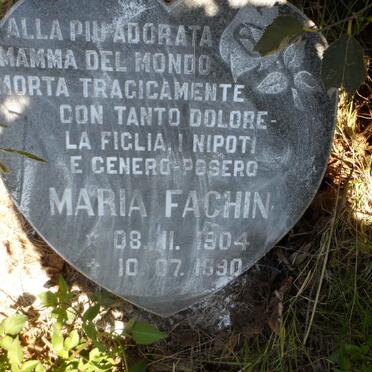 ALLA PIU ADORATA
MAMMA DEL MONDO
MORTA TRAGICAMENTE
CON TANTO DOLORE-
LA FIGLIA, I NIPOTI
E GENERO-POSERO
MARIA FACHIN
* 08. 11. 1904
+ 10. 07. 1990